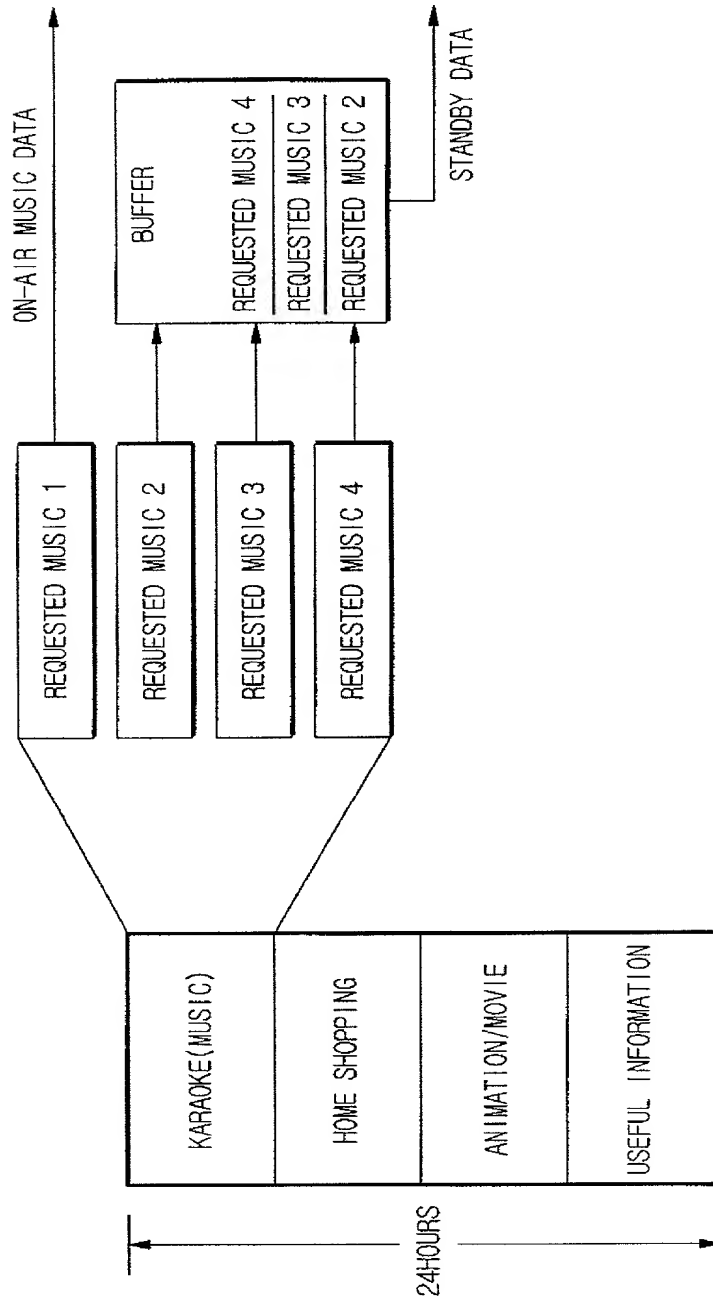 24HOURS
KARAOKE(MUSIC)
HOME SHOPPING
ANIMATION/MOVIE
USEFUL INFORMATION
REQUESTED MUSIC 1
REQUESTED MUSIC 2
REQUESTED MUSIC 3
REQUESTED MUSIC 4
ON-AIR MUSIC DATA
BUFFER
REQUESTED MUSIC 4
REQUESTED MUSIC 3
REQUESTED MUSIC 2
STANDBY DATA